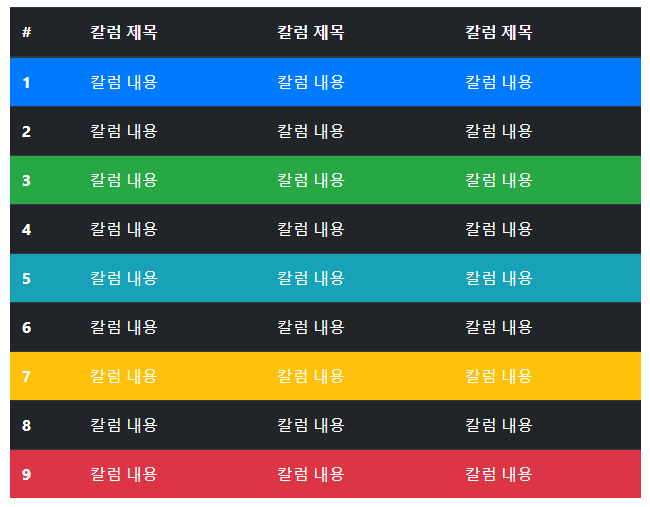 # 칼럼 제목 칼럼 제목 칼럼 제목
1 칼럼 내용 칼럼 내용 칼럼 내용
2 칼럼 내용 칼럼 내용 칼럼 내용
3 칼럼 내용 칼럼 내용 칼럼 내용
4 칼럼 내용 칼럼 내용 칼럼 내용
5 칼럼 내용 칼럼 내용 칼럼 내용
6 칼럼 내용 칼럼 내용 칼럼 내용
7 칼럼 내용 칼럼 내용 칼럼 내용
8 칼럼 내용 칼럼 내용 칼럼 내용
9 칼럼 내용 칼럼 내용 칼럼 내용